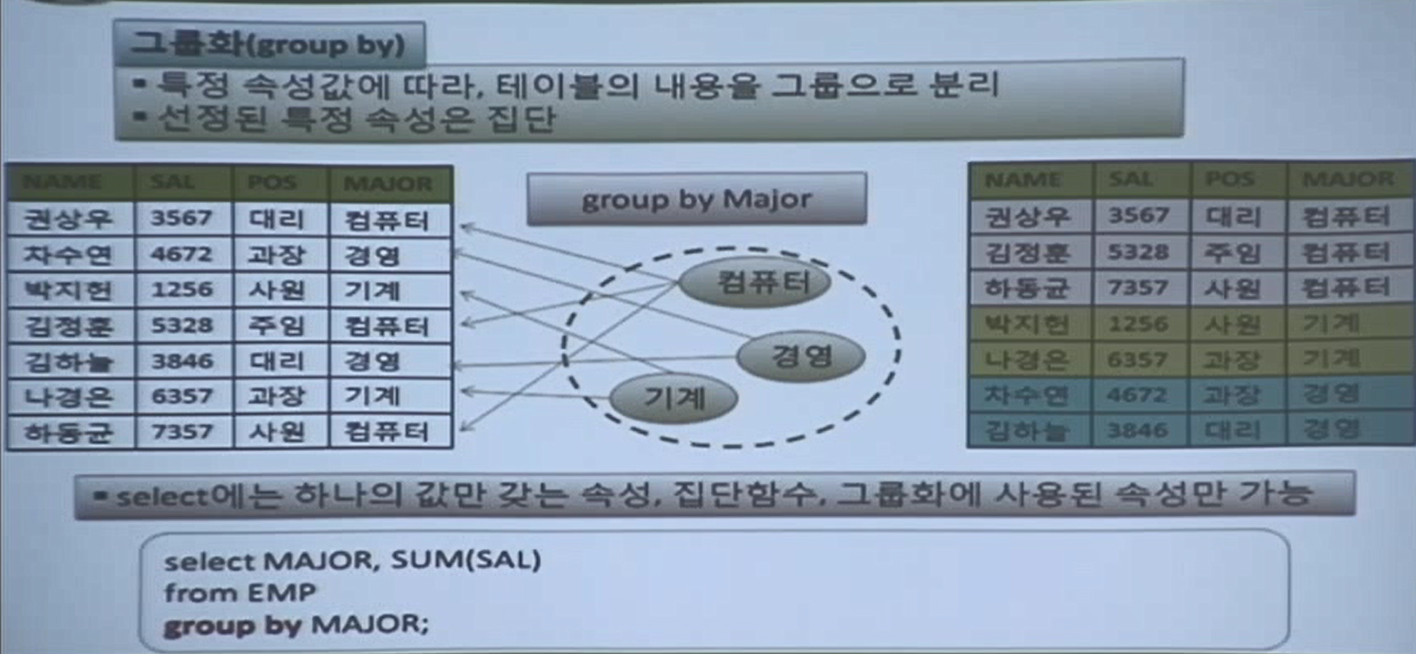 그룹화(group by)
▪ 특정 속성값에 따라, 테이블의 내용을 그룹으로 분리
▪ 선정된 특정 속성은 집단
NAME SAL POS MAJOR
권상우 3567 대리 컴퓨터
차수연 4672 과장 경영
박지헌 1256 사원 기계
김정훈 5328 주임 컴퓨터
김하늘 3846 대리 경영
나경은 6357 과장 기계
하동균 7357 사원 컴퓨터
group by Major
컴퓨터
경영
기계
NAME SAL POS MAJOR
권상우 3567 대리 컴퓨터
김정훈 5328 주임 컴퓨터
하동균 7357 사원 컴퓨터
박지헌 1256 사원 기계
나경은 6357 과장 기계
차수연 4672 과장 경영
김하늘 3846 대리 경영
▪ select에는 하나의 값만 갖는 속성, 집단함수, 그룹화에 사용된 속성만 가능
select MAJOR, SUM(SAL)
from EMP
group by MAJOR;